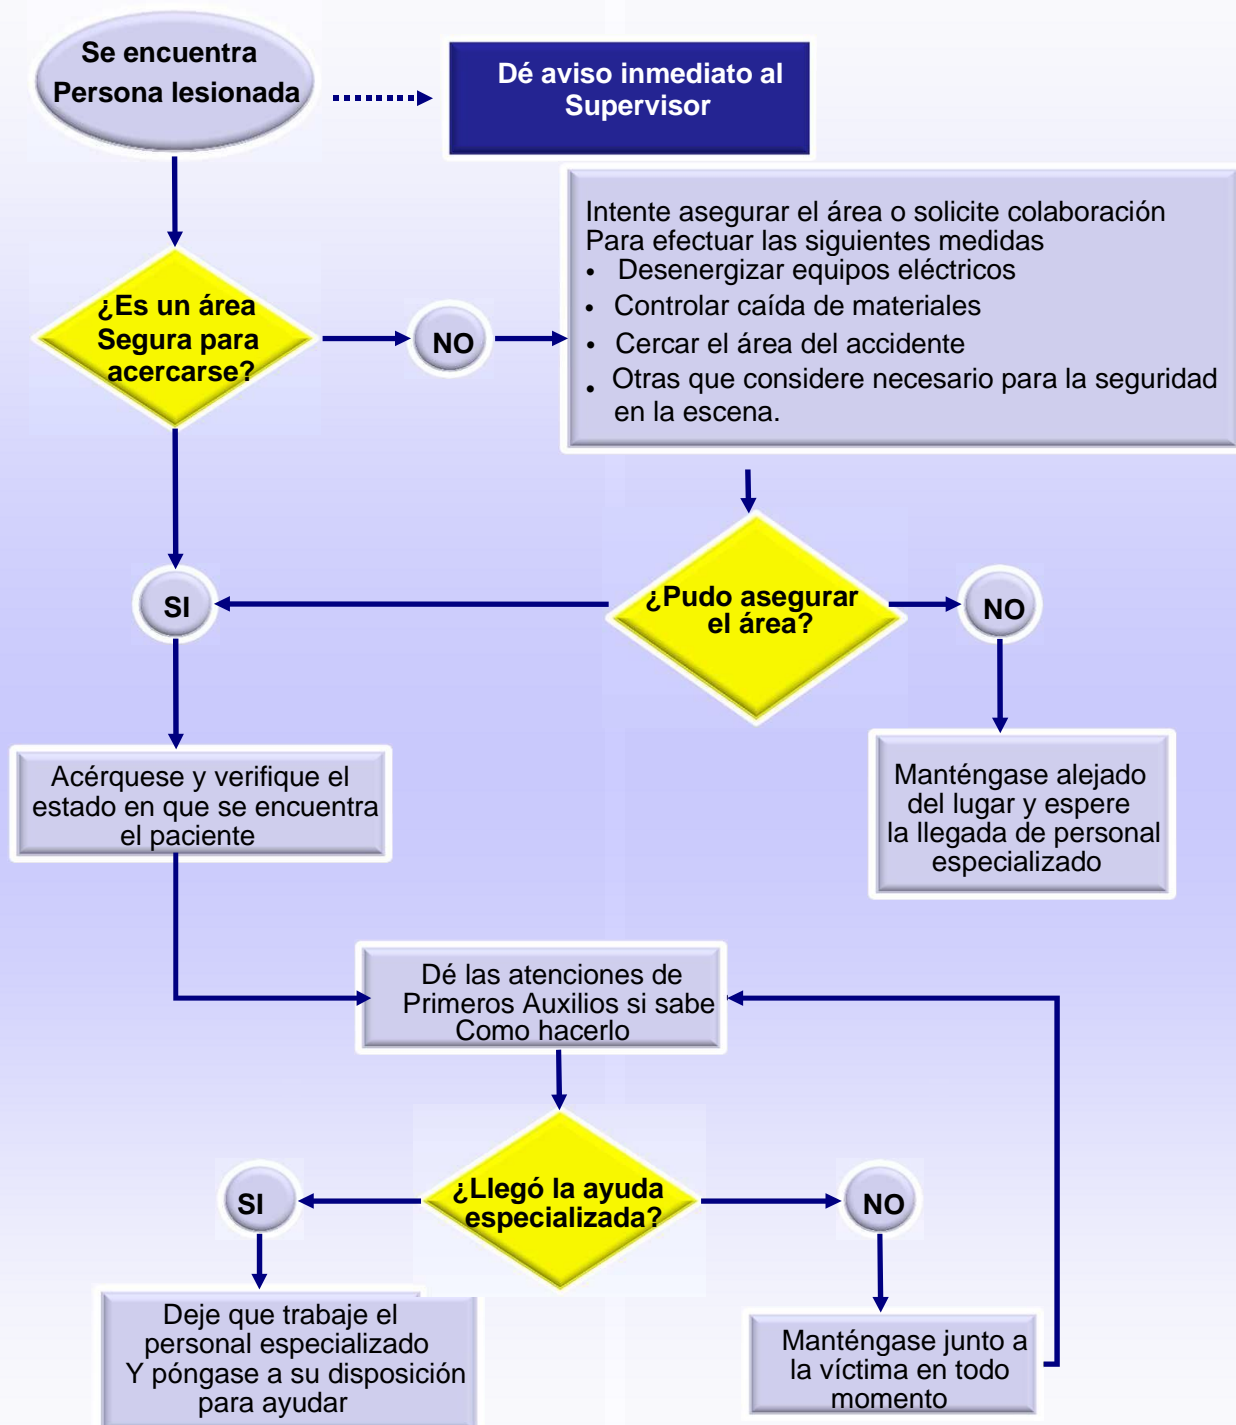 Se encuentra
Persona lesionada
Dé aviso inmediato al
Supervisor
¿Es un área
Segura para
acercarse?
NO
Intente asegurar el área o solicite colaboración
Para efectuar las siguientes medidas
• Desenergizar equipos eléctricos
• Controlar caída de materiales
• Cercar el área del accidente
• Otras que considere necesario para la seguridad
en la escena.
SI
¿Pudo asegurar
el área?
NO
Acérquese y verifique el
estado en que se encuentra
el paciente
Manténgase alejado
del lugar y espere
la llegada de personal
especializado
Dé las atenciones de
Primeros Auxilios si sabe
Como hacerlo
SI
¿Llegó la ayuda
especializada?
NO
Deje que trabaje el
personal especializado
Y póngase a su disposición
para ayudar
Manténgase junto a
la víctima en todo
momento